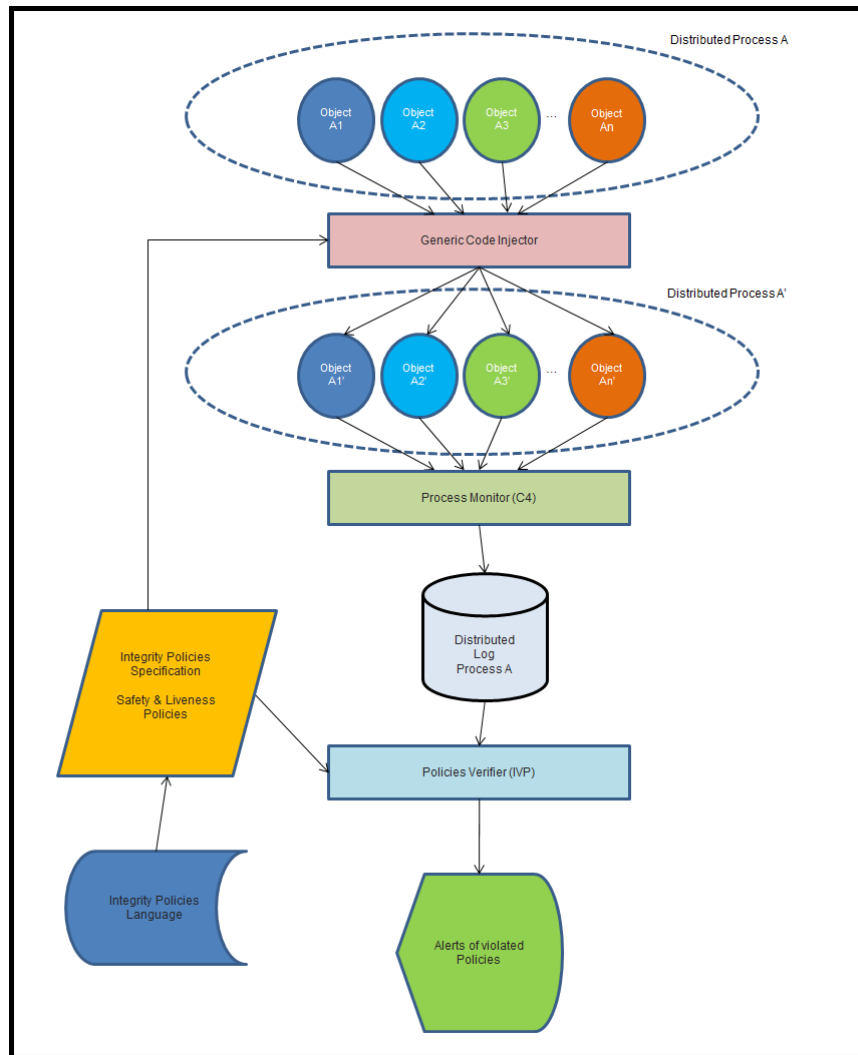 Distributed Process A
Object
A1
Object
A2
Object
A3
...
Object
An
Generic Code Injector
Distributed Process A'
Object
A1'
Object
A2'
Object
A3'
...
Object
An'
Process Monitor (C4)
Distributed
Log
Process A
Integrity Policies
Specification
Safety & Liveness
Policies
Policies Verifier (IVP)
Integrity Policies
Language
Alerts of violated
Policies